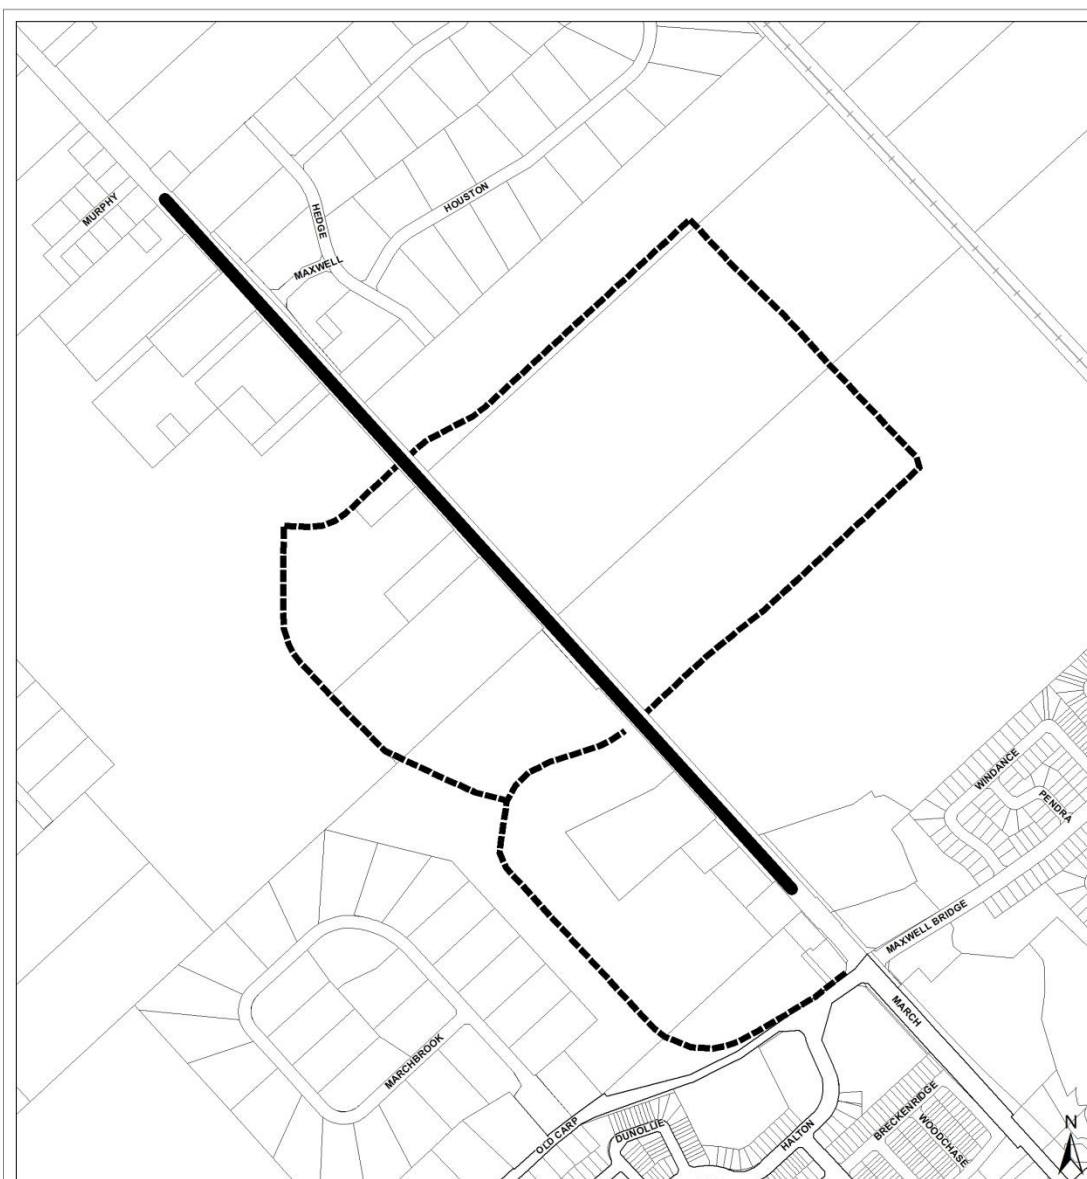 MURPHY
HEDGE
HOUSTON
MAXWELL
WINDANCE
PENDRA
MAXWELL BRIDGE
MARCH
MARCHBROOK
OLD CARP
DUNOLLIE
HALTON
BRECKENRIDGE
WOODCHASE
N